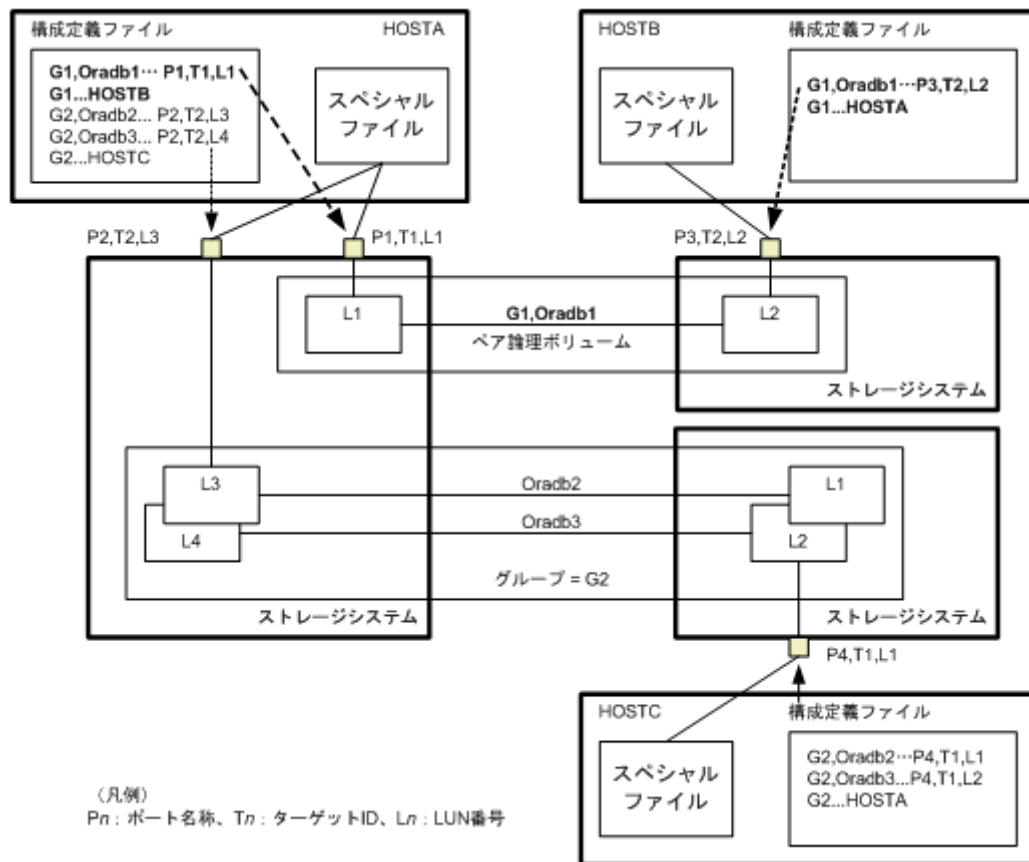 構成定義ファイル
HOSTA
G1,Oradb1… P1,T1,L1
G1...HOSTB
G2,Oradb2... P2,T2,L3
G2,Oradb3... P2,T2,L4
G2...HOSTC
スペシャル
ファイル
HOSTB
構成定義ファイル
スペシャル
ファイル
G1,Oradb1…P3,T2,L2
G1...HOSTA
P2,T2,L3
P1,T1,L1
P3,T2,L2
L1
G1,Oradb1
ペア論理ボリューム
L2
ストレージシステム
L3
L4
Oradb2
Oradb3
L1
L2
グループ = G2
ストレージシステム
ストレージシステム
P4,T1,L1
HOSTC
構成定義ファイル
スペシャル
ファイル
G2,Oradb2…P4,T1,L1
G2,Oradb3...P4,T1,L2
G2...HOSTA
（凡例）
Pn：ポート名称、Tn：ターゲットID、Ln：LUN番号